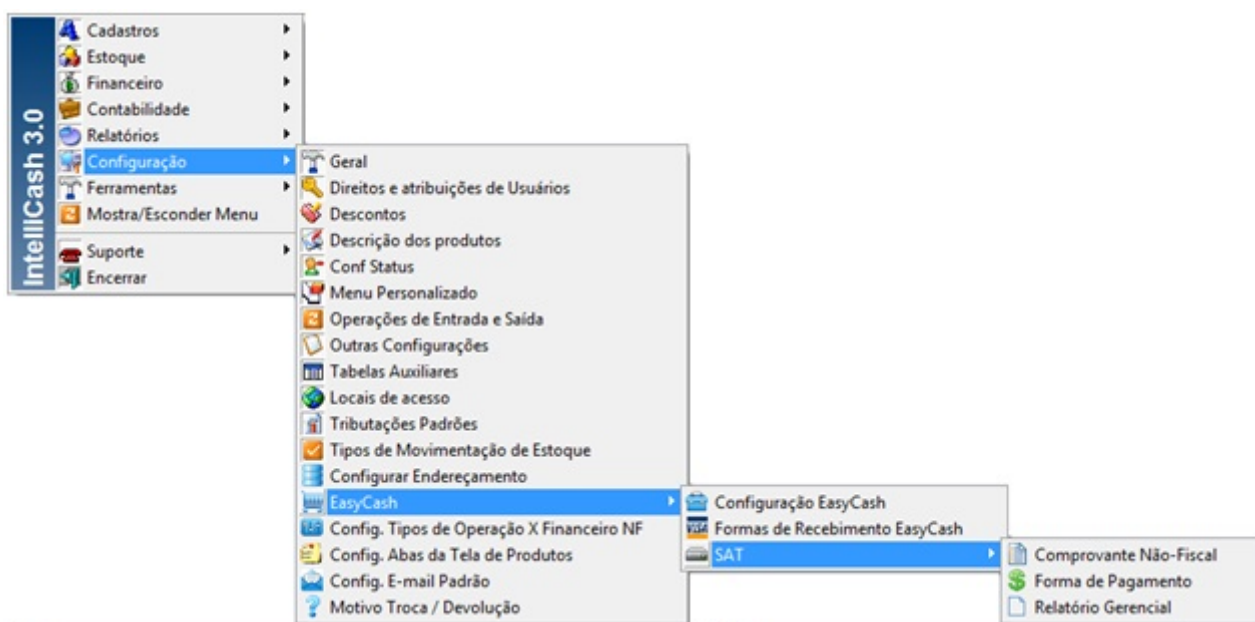 IntelliCash 3.0
Cadastros
Estoque
Financeiro
Contabilidade
Relatórios
Configuração
Ferramentas
Mostra/Esconder Menu
Suporte
Encerrar
Geral
Direitos e atribuições de Usuários
Descontos
Descrição dos produtos
Conf Status
Menu Personalizado
Operações de Entrada e Saída
Outras Configurações
Tabelas Auxiliares
Locais de acesso
Tributações Padrões
Tipos de Movimentação de Estoque
Configurar Endereçamento
EasyCash
Config. Tipos de Operação X Financeiro NF
Config. Abas da Tela de Produtos
Config. E-mail Padrão
Motivo Troca / Devolução
Configuração EasyCash
Formas de Recebimento EasyCash
SAT
Comprovante Não-Fiscal
Forma de Pagamento
Relatório Gerencial